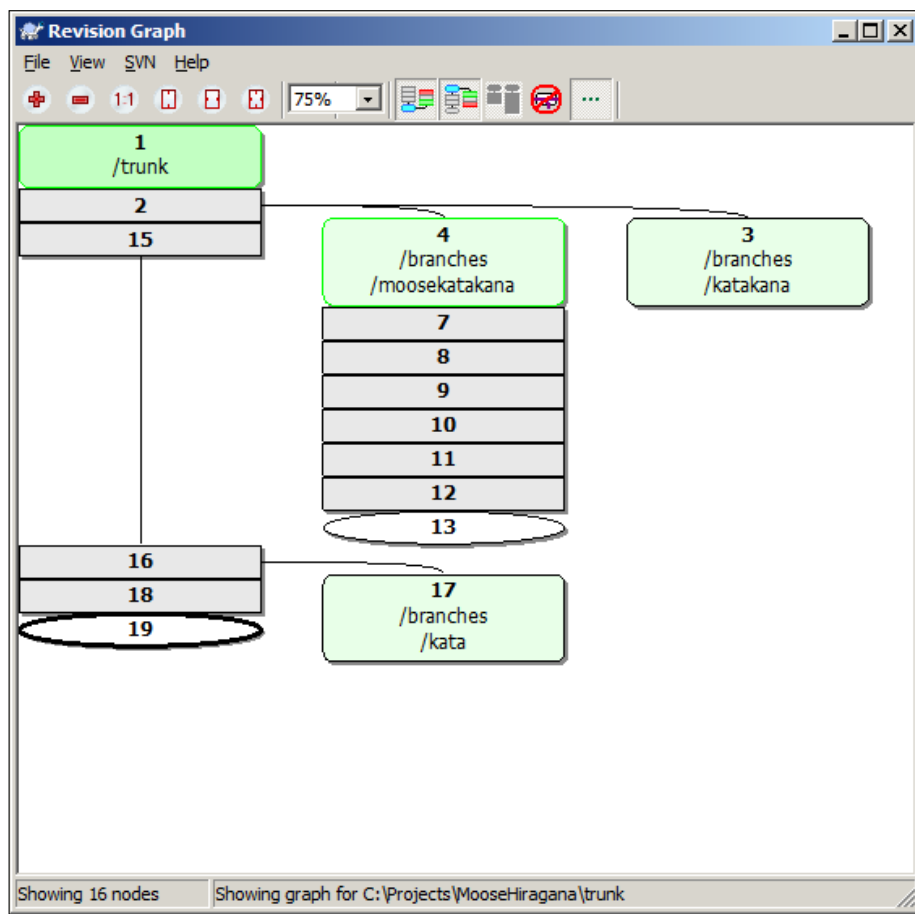 Revision Graph
File View SVN Help
1:1 75%
1
/trunk
2
15
4
/branches
/moosekatakana
3
/branches
/katakana
7
8
9
10
11
12
13
16
18
19
17
/branches
/kata
Showing 16 nodes Showing graph for C:\Projects\MooseHiragana\trunk